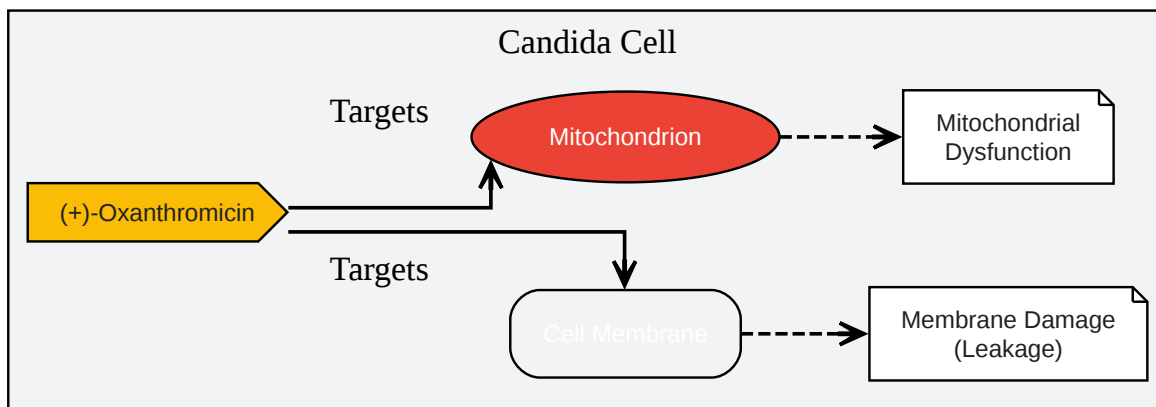 Candida Cell
Targets
Mitochondrion
Mitochondrial
Dysfunction
(+)-Oxanthromicin
Targets
Cell Membrane
Membrane Damage
(Leakage)